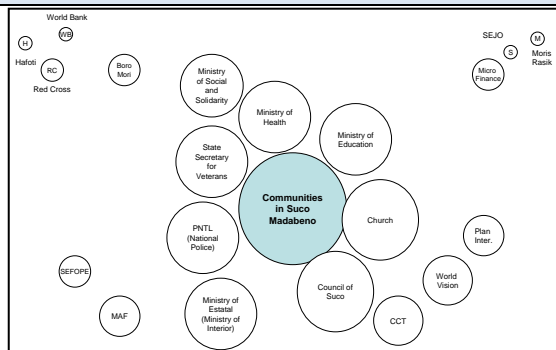 World Bank
WB
H
Hafoti
RC
Red Cross
Boro
Mori
Ministry
of Social
and
Solidarity
Ministry of
Health
SEJO
S
M
Moris
Rasik
Micro
Finance
Ministry of
Education
State
Secretary
for
Veterans
Communities
in Suco
Madabeno
Church
PNTL
(National
Police)
Plan
Inter.
SEFOPE
World
Vision
MAF
Ministry of
Estatal
(Ministry of
Interior)
Council of
Suco
CCT